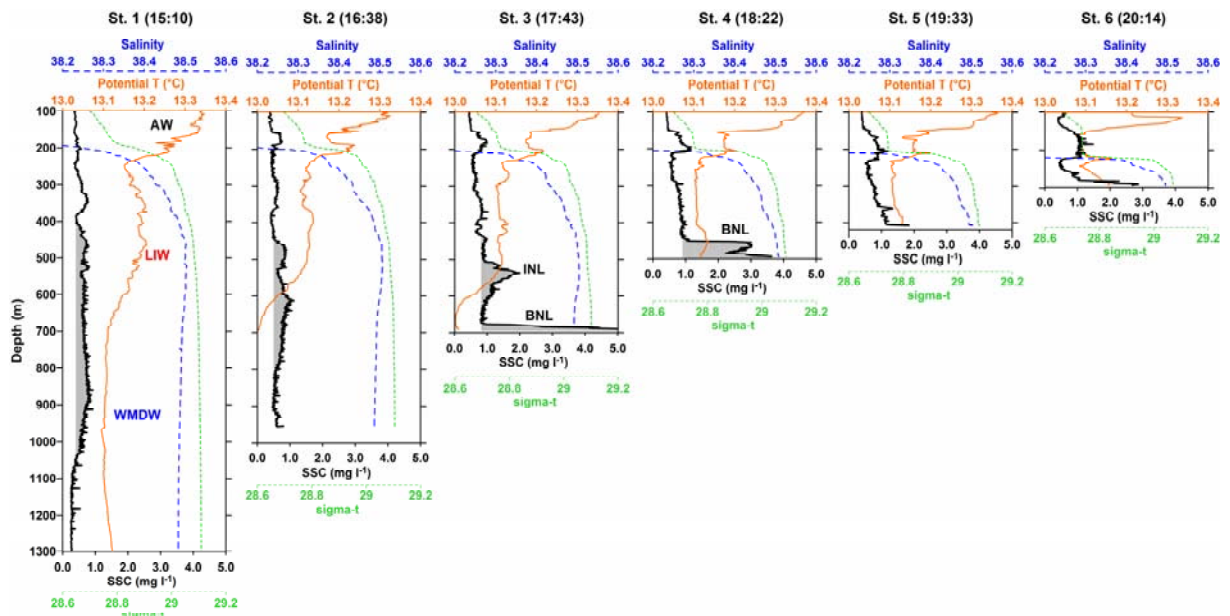 St. 1 (15:10) St. 2 (16:38) St. 3 (17:43) St. 4 (18:22) St. 5 (19:33) St. 6 (20:14)
Salinity Salinity Salinity Salinity Salinity Salinity
38.2 38.3 38.4 38.5 38.6 38.2 38.3 38.4 38.5 38.6 38.2 38.3 38.4 38.5 38.6 38.2 38.3 38.4 38.5 38.6 38.2 38.3 38.4 38.5 38.6 38.2 38.3 38.4 38.5 38.6
Potential T (°C) Potential T (°C) Potential T (°C) Potential T (°C) Potential T (°C) Potential T (°C)
13.0 13.1 13.2 13.3 13.4 13.0 13.1 13.2 13.3 13.4 13.0 13.1 13.2 13.3 13.4 13.0 13.1 13.2 13.3 13.4 13.0 13.1 13.2 13.3 13.4 13.0 13.1 13.2 13.3 13.4
100
AW
200
300
400
500
600
700
800
900
1000
1100
1200
1300
Depth (m)
LIW
WMDW
0.0 1.0 2.0 3.0 4.0 5.0
SSC (mg l-1)
28.6 28.8 29 29.2
sigma-t
0.0 1.0 2.0 3.0 4.0 5.0
SSC (mg l-1)
28.6 28.8 29 29.2
sigma-t
INL
BNL
0.0 1.0 2.0 3.0 4.0 5.0
SSC (mg l-1)
28.6 28.8 29 29.2
sigma-t
BNL
0.0 1.0 2.0 3.0 4.0 5.0
SSC (mg l-1)
28.6 28.8 29 29.2
sigma-t
0.0 1.0 2.0 3.0 4.0 5.0
SSC (mg l-1)
28.6 28.8 29 29.2
sigma-t
0.0 1.0 2.0 3.0 4.0 5.0
SSC (mg l-1)
28.6 28.8 29 29.2
sigma-t